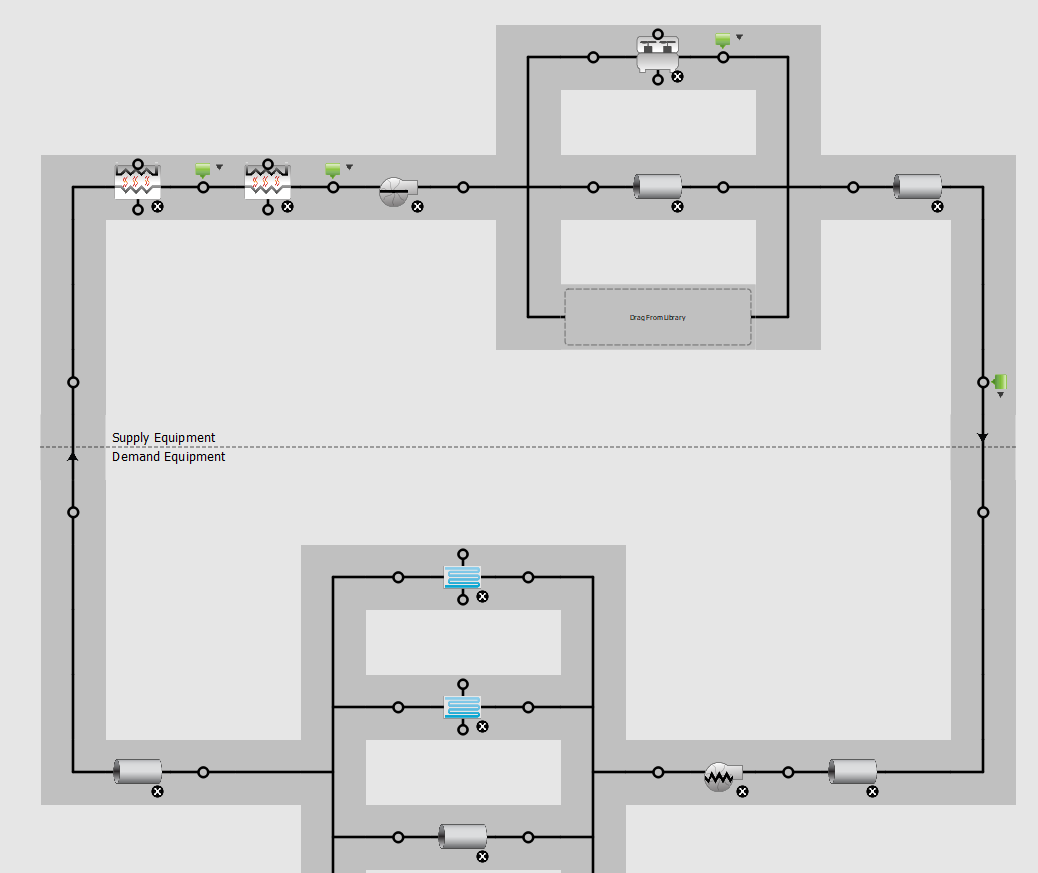 Drag From Library
Supply Equipment
Demand Equipment